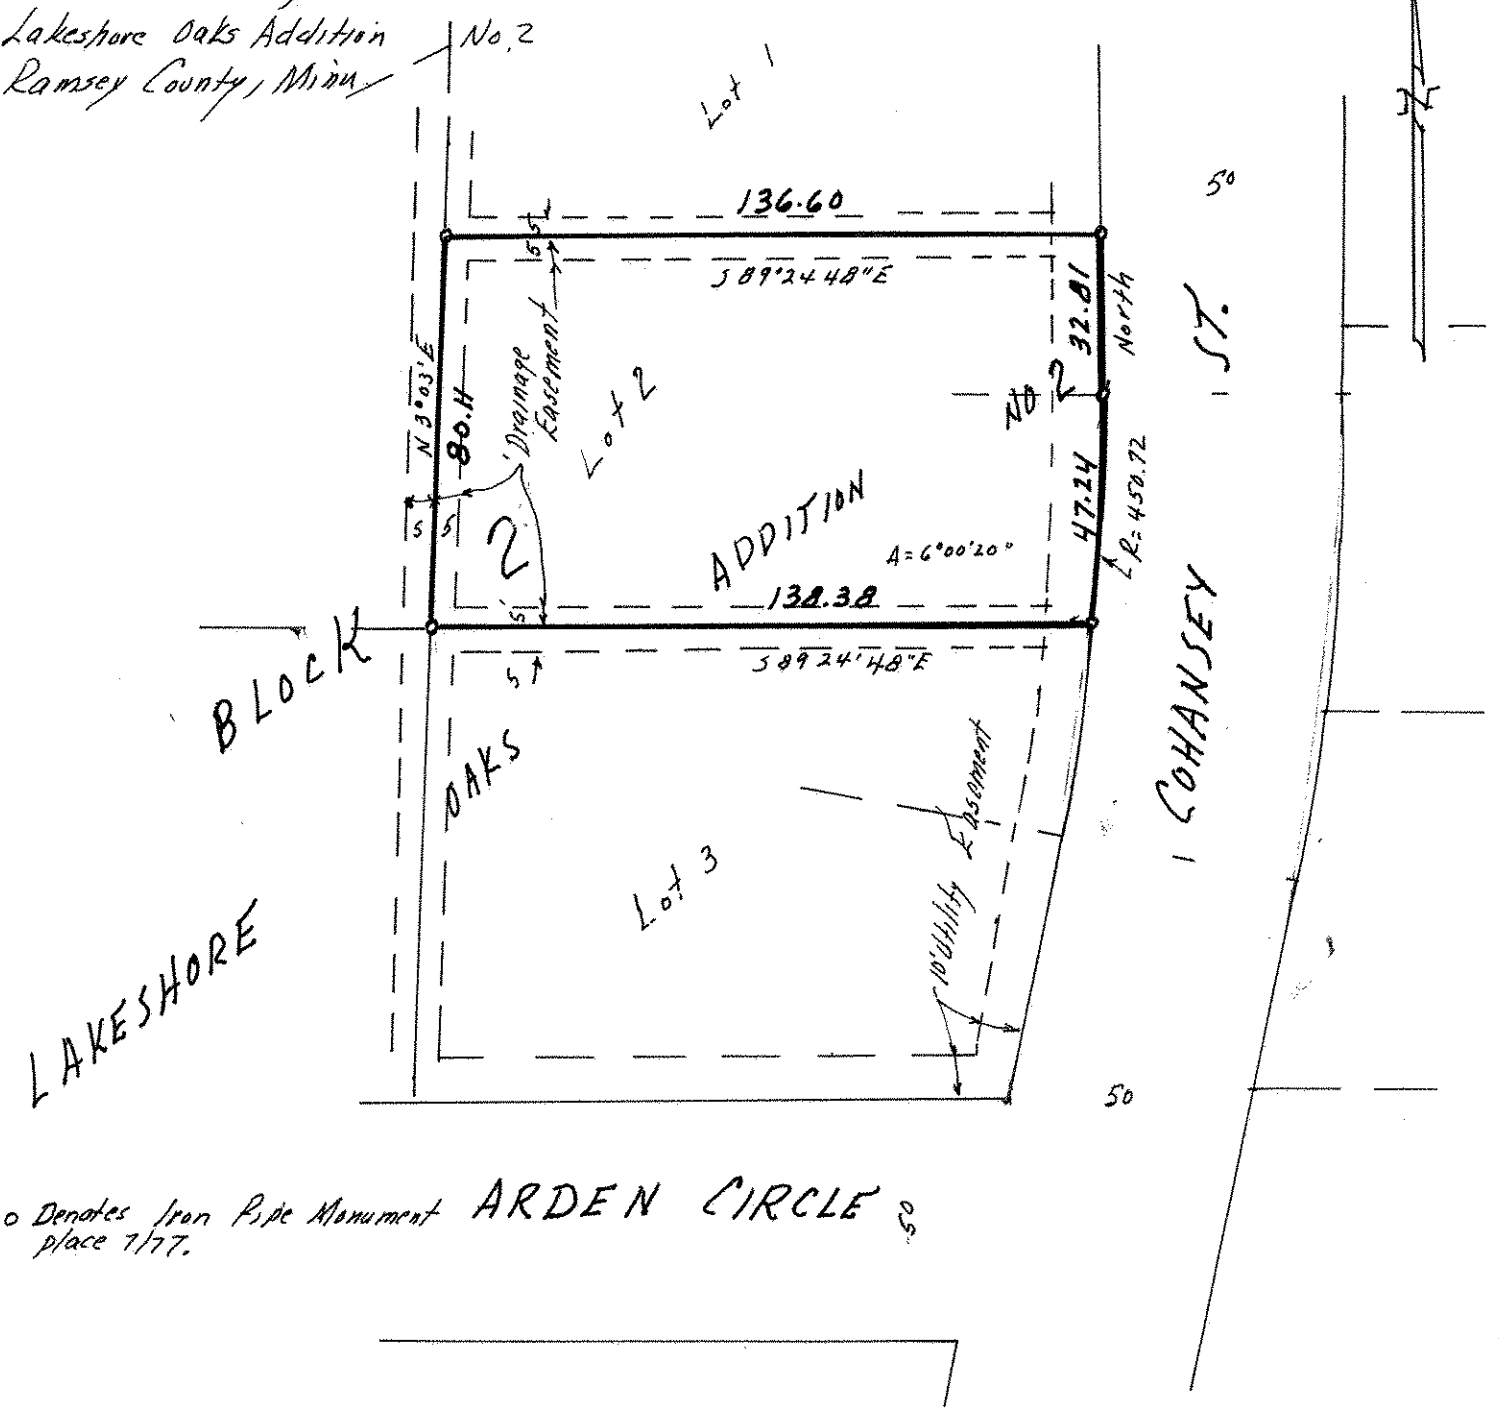 Lakeshore Oaks Addition No. 2
Ramsey County, Minn
Lot 1
50
136.60
5
5
S 89°24 48" E
32.81
North
ST.
N 3°03' E
80.11
Drainage
Easement
Lot 2
No 2
47.24
R=450.72
5 5
2
ADDITION
A = 6°00'20"
138.38
5'
BLOCK
S 89 24' 48" E
5
COHANSEY
OAKS
10' Utility Easement
Lot 3
LAKESHORE
50
o Denotes Iron Pipe Monument
place 7/77.
ARDEN CIRCLE
50